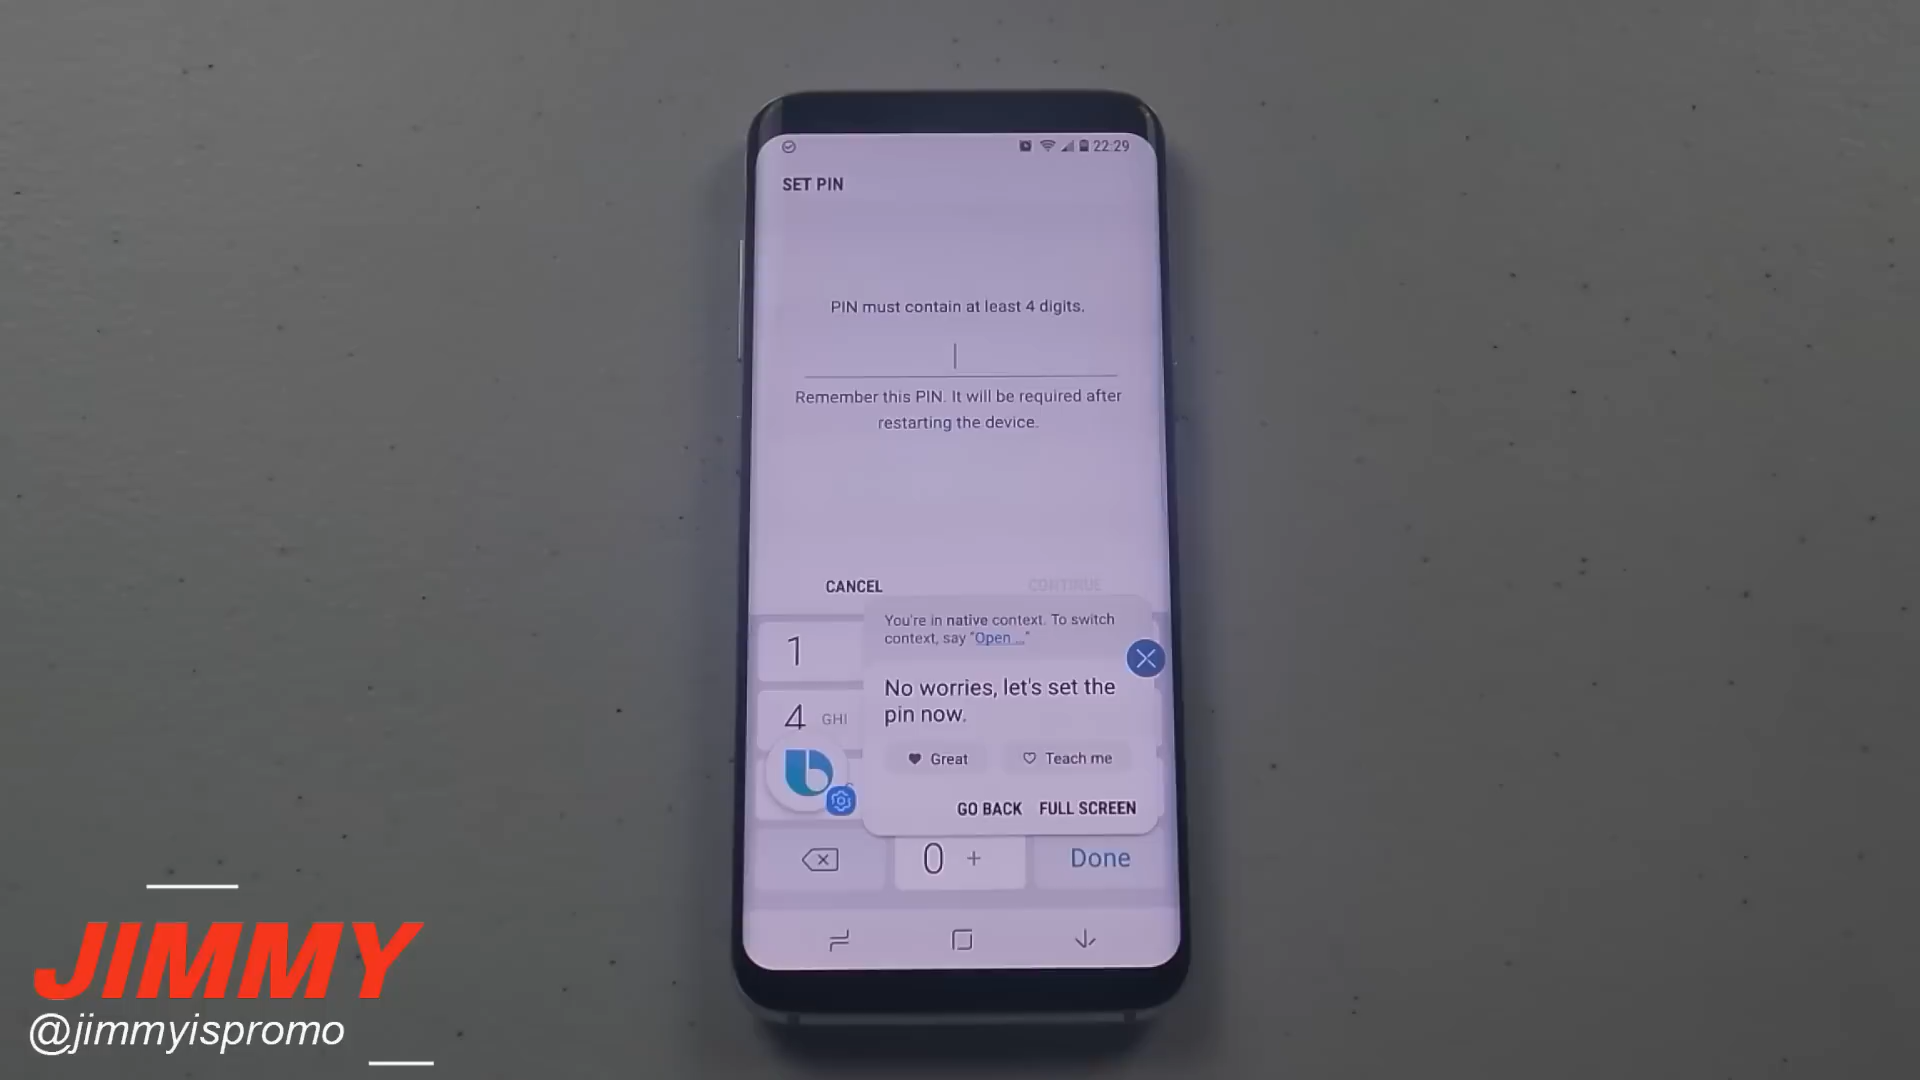 22:29
SET PIN
PIN must contain at least 4 digits.
Remember this PIN. It will be required after
restarting the device.
CANCEL
CONTINUE
You're in native context. To switch
context, say "Open ..."
1
No worries, let's set the
pin now.
4 GHI
Great
Teach me
GO BACK
FULL SCREEN
0 +
Done
JIMMY
@jimmyispromo